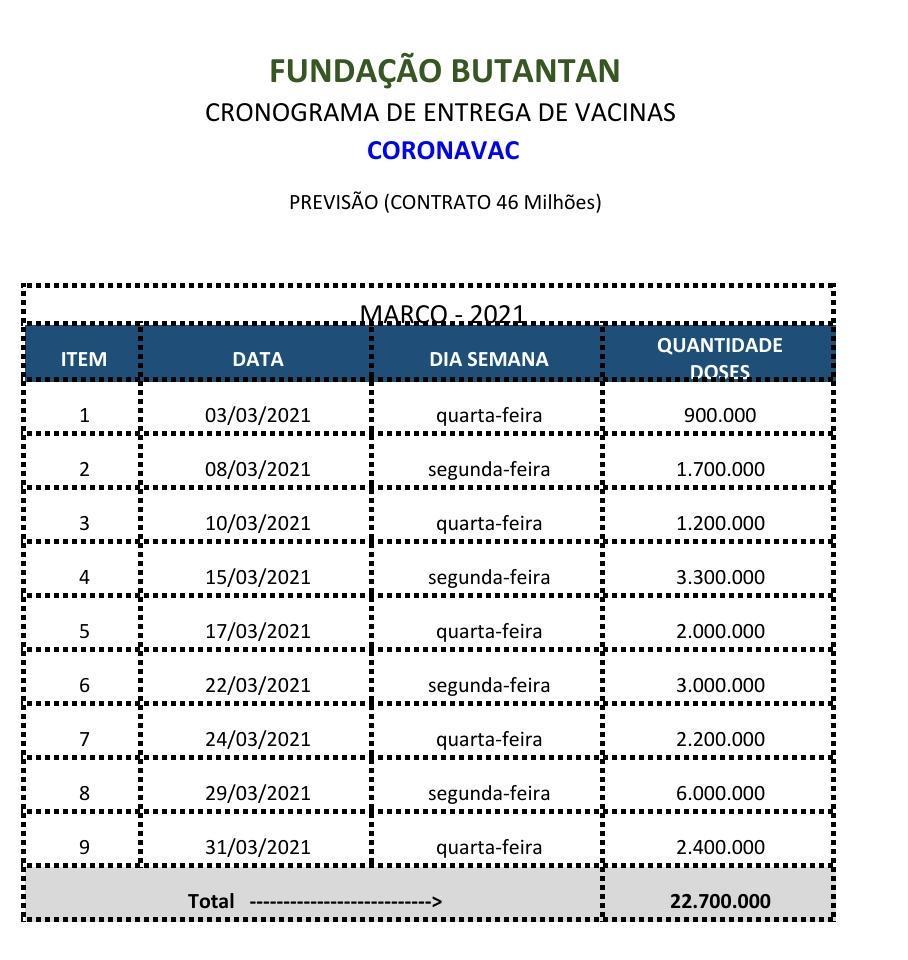 FUNDAÇÃO BUTANTAN
CRONOGRAMA DE ENTREGA DE VACINAS
CORONAVAC
PREVISÃO (CONTRATO 46 Milhões)
MARÇO - 2021
ITEM DATA DIA SEMANA QUANTIDADE DOSES
1 03/03/2021 quarta-feira 900.000
2 08/03/2021 segunda-feira 1.700.000
3 10/03/2021 quarta-feira 1.200.000
4 15/03/2021 segunda-feira 3.300.000
5 17/03/2021 quarta-feira 2.000.000
6 22/03/2021 segunda-feira 3.000.000
7 24/03/2021 quarta-feira 2.200.000
8 29/03/2021 segunda-feira 6.000.000
9 31/03/2021 quarta-feira 2.400.000
Total ---------------------------> 22.700.000